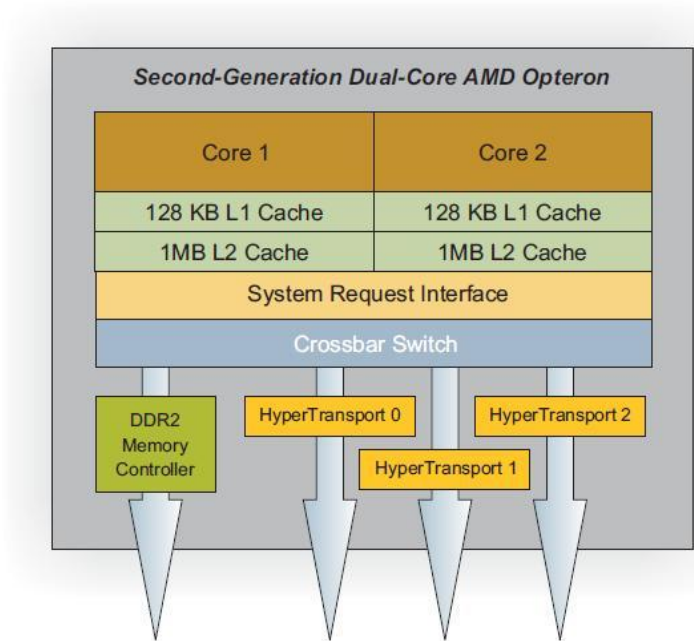 Second-Generation Dual-Core AMD Opteron
Core 1
Core 2
128 KB L1 Cache
128 KB L1 Cache
1MB L2 Cache
1MB L2 Cache
System Request Interface
Crossbar Switch
DDR2
Memory
Controller
HyperTransport 0
HyperTransport 1
HyperTransport 2